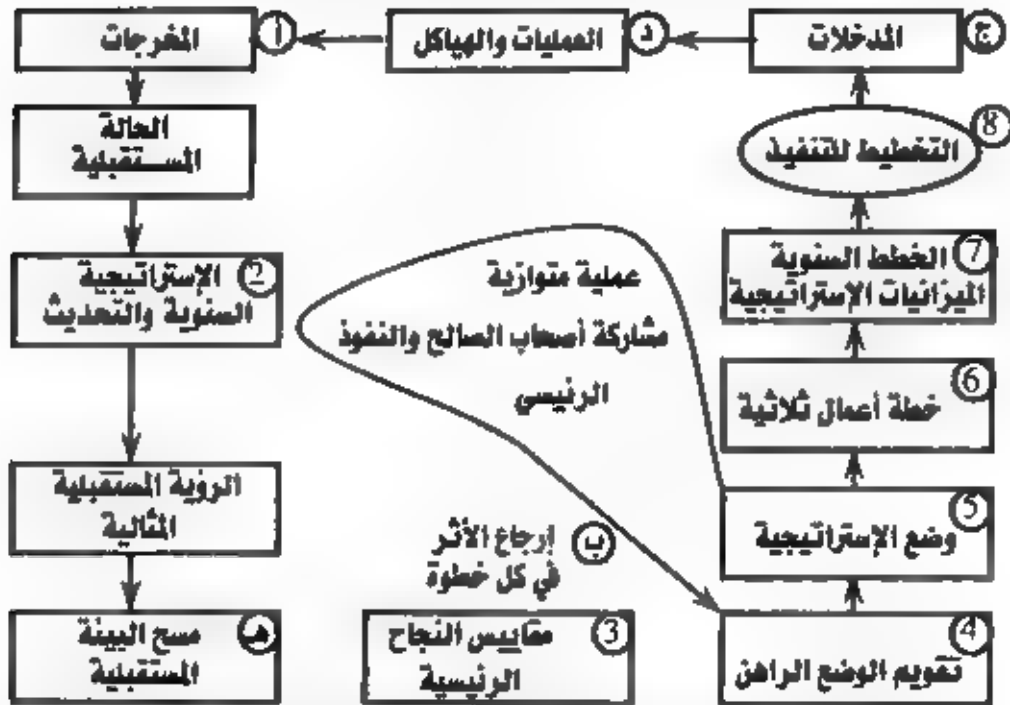 أ
المخرجات
د
العمليات والهياكل
ج
المدخلات
الحالة
المستقبلية
8
التخطيط للتنفيذ
2
الإستراتيجية
السنوية والتحديث
عملية متوازية
مشاركة أصحاب الصالح والنفوذ
الرئيسي
7
الخطط السنوية
الميزانيات الإستراتيجية
6
خطة أعمال ثلاثية
الرؤية المستقبلية
المثالية
ب
إرجاع الأثر
في كل خطوة
5
وضع الإستراتيجية
هـ
مسح البيئة
المستقبلية
3
مقاييس النجاح
الرئيسية
4
تقويم الوضع الراهن